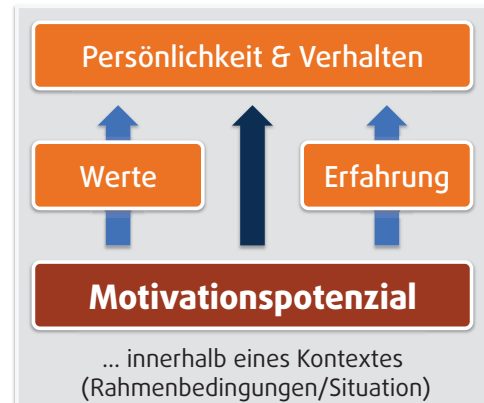 Persönlichkeit & Verhalten
Werte
Erfahrung
Motivationspotenzial
... innerhalb eines Kontextes
(Rahmenbedingungen/Situation)